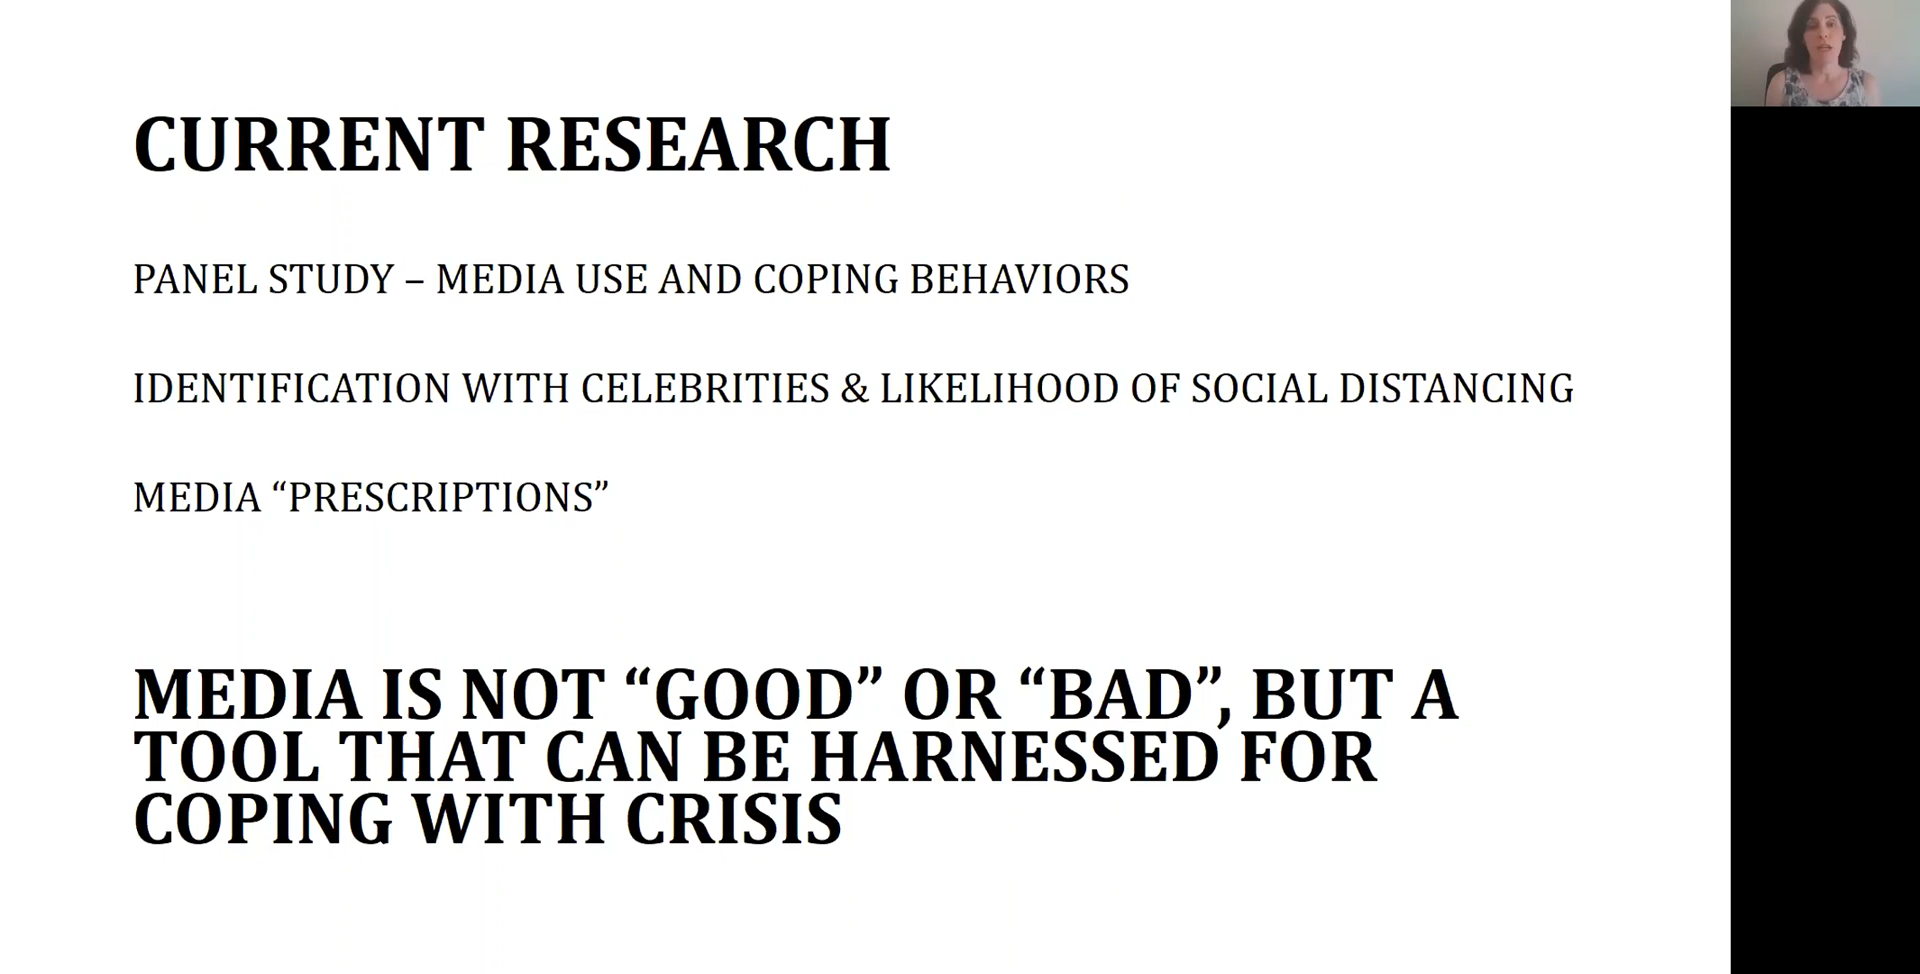 CURRENT RESEARCH
PANEL STUDY – MEDIA USE AND COPING BEHAVIORS
IDENTIFICATION WITH CELEBRITIES & LIKELIHOOD OF SOCIAL DISTANCING
MEDIA “PRESCRIPTIONS”
MEDIA IS NOT “GOOD” OR “BAD”, BUT A
TOOL THAT CAN BE HARNESSED FOR
COPING WITH CRISIS